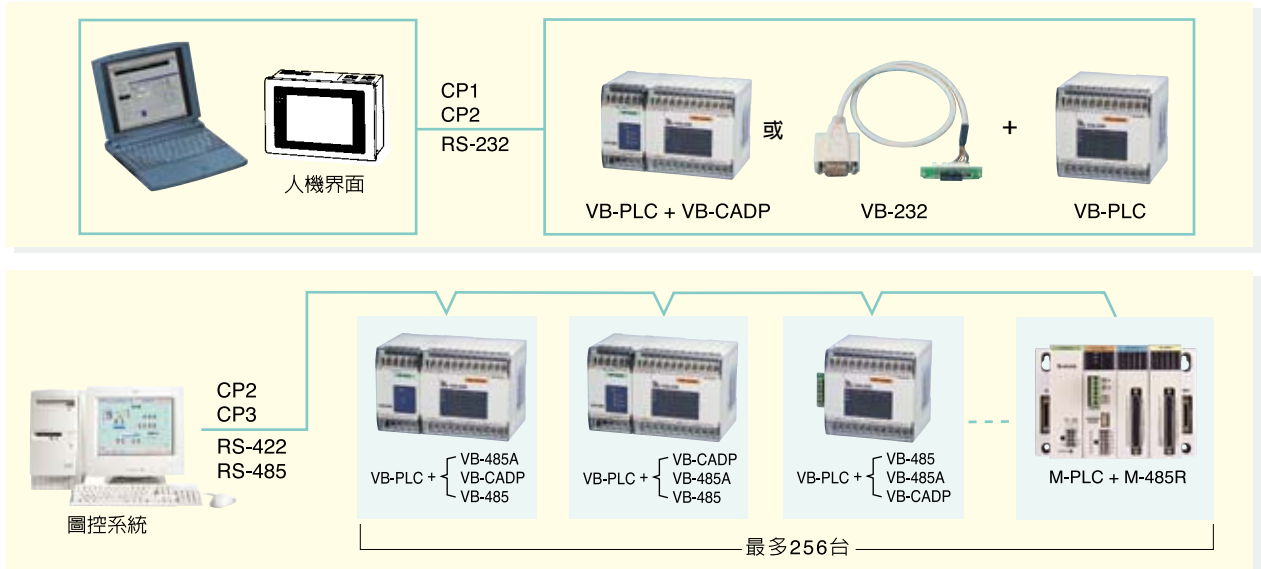 人機界面
CP1
CP2
RS-232
VB-PLC + VB-CADP
或
VB-232
+
VB-PLC
圖控系統
CP2
CP3
RS-422
RS-485
VB-PLC +
VB-485A
VB-CADP
VB-485
VB-PLC +
VB-CADP
VB-485A
VB-485
VB-PLC +
VB-485
VB-485A
VB-CADP
M-PLC + M-485R
最多256台